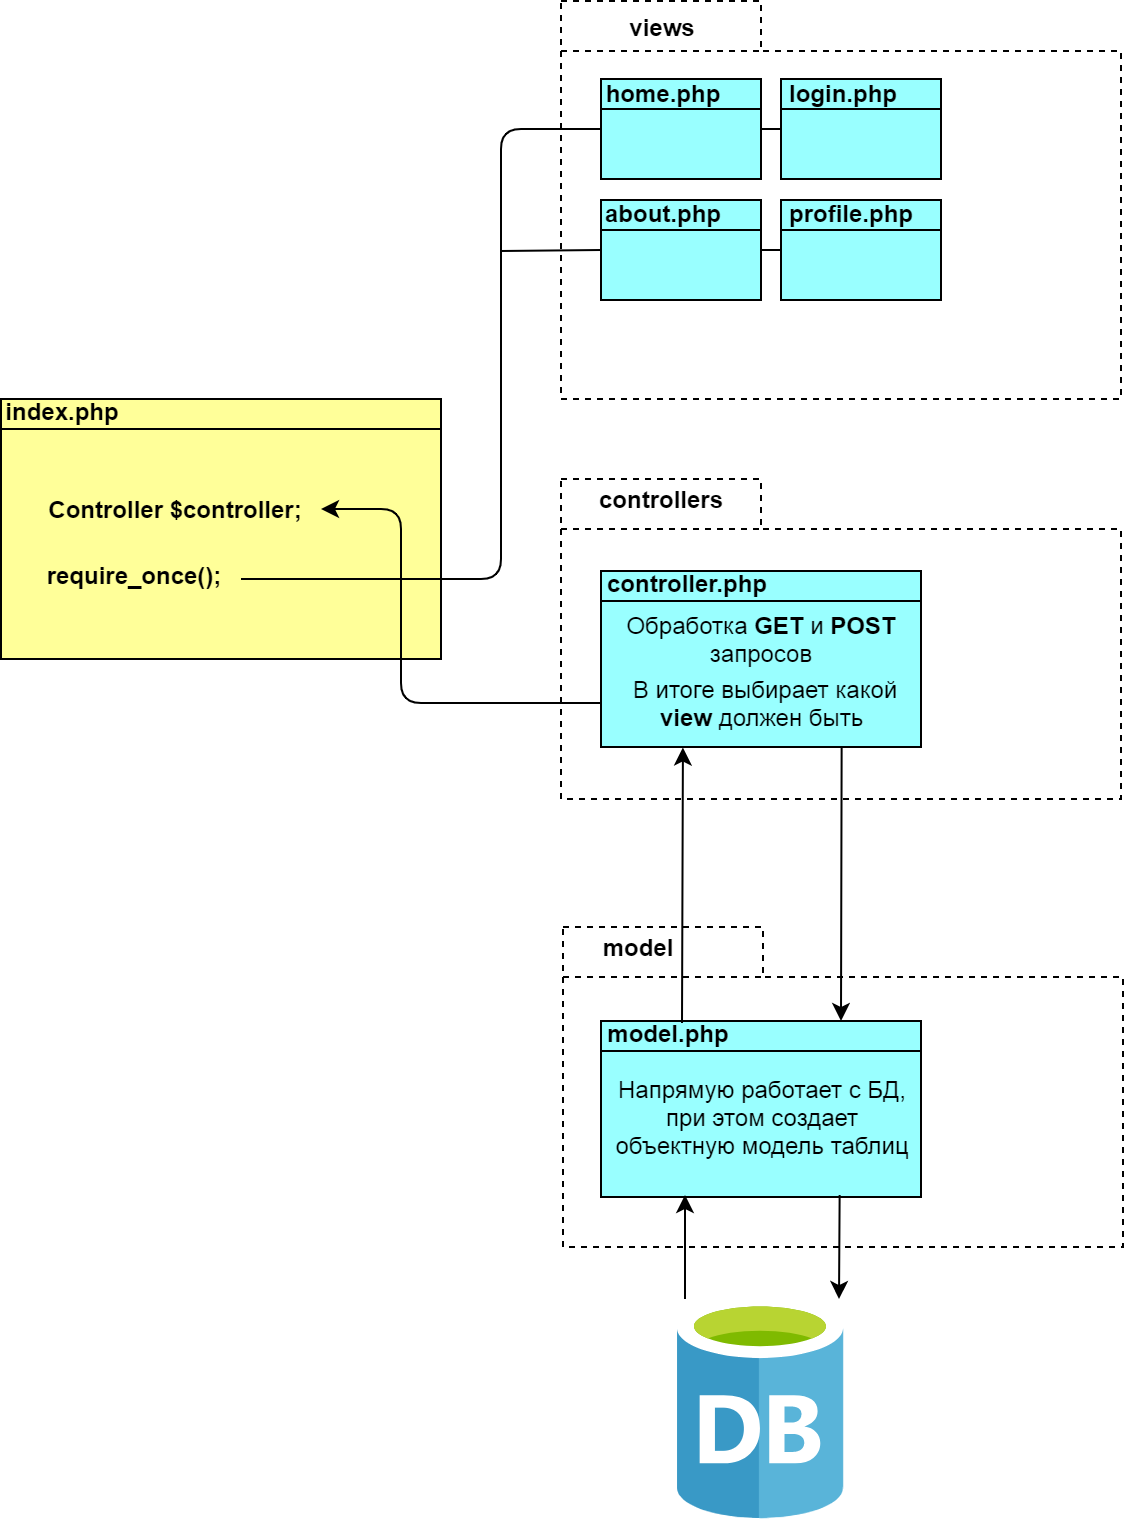 views
home.php
login.php
about.php
profile.php
index.php
Controller $controller;
require_once();
controllers
controller.php
Обработка GET и POST
запросов
В итоге выбирает какой
view должен быть
model
model.php
Напрямую работает с БД,
при этом создает
объектную модель таблиц
DB